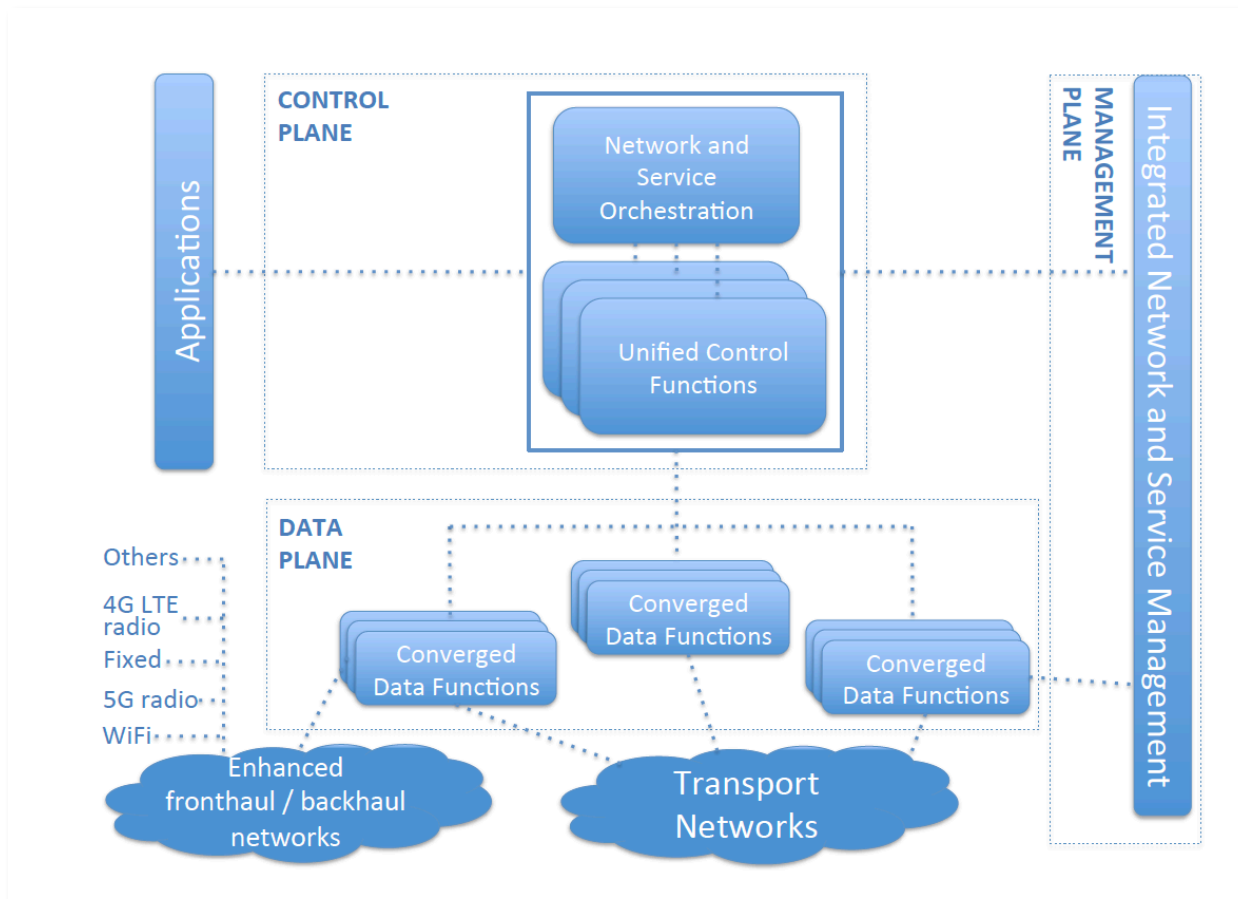 Applications
CONTROL
PLANE
Network and
Service
Orchestration
Unified Control
Functions
MANAGEMENT
PLANE
Integrated Network and Service Management
DATA
PLANE
Others
4G LTE
radio
Fixed
5G radio
WiFi
Converged
Data Functions
Converged
Data Functions
Converged
Data Functions
Enhanced
fronthaul / backhaul
networks
Transport
Networks